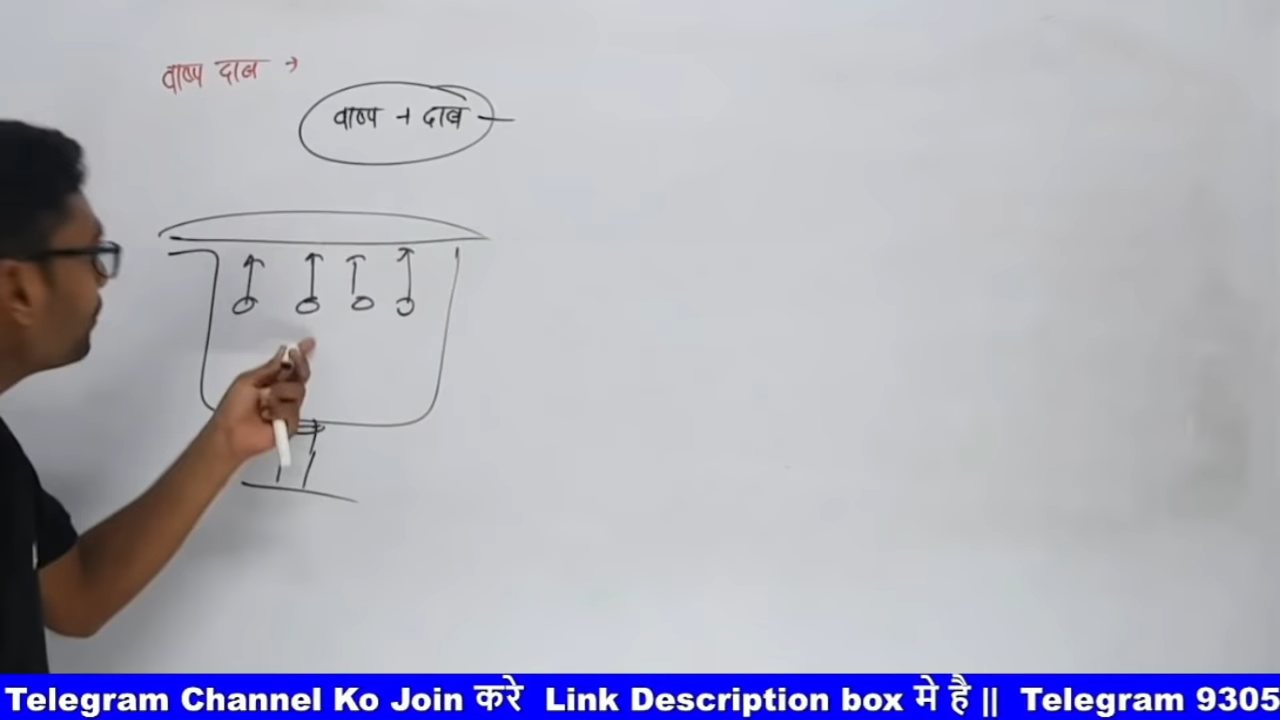 वाष्प दाब →
वाष्प + दाब
Telegram Channel Ko Join करे Link Description box मे है || Telegram 9305